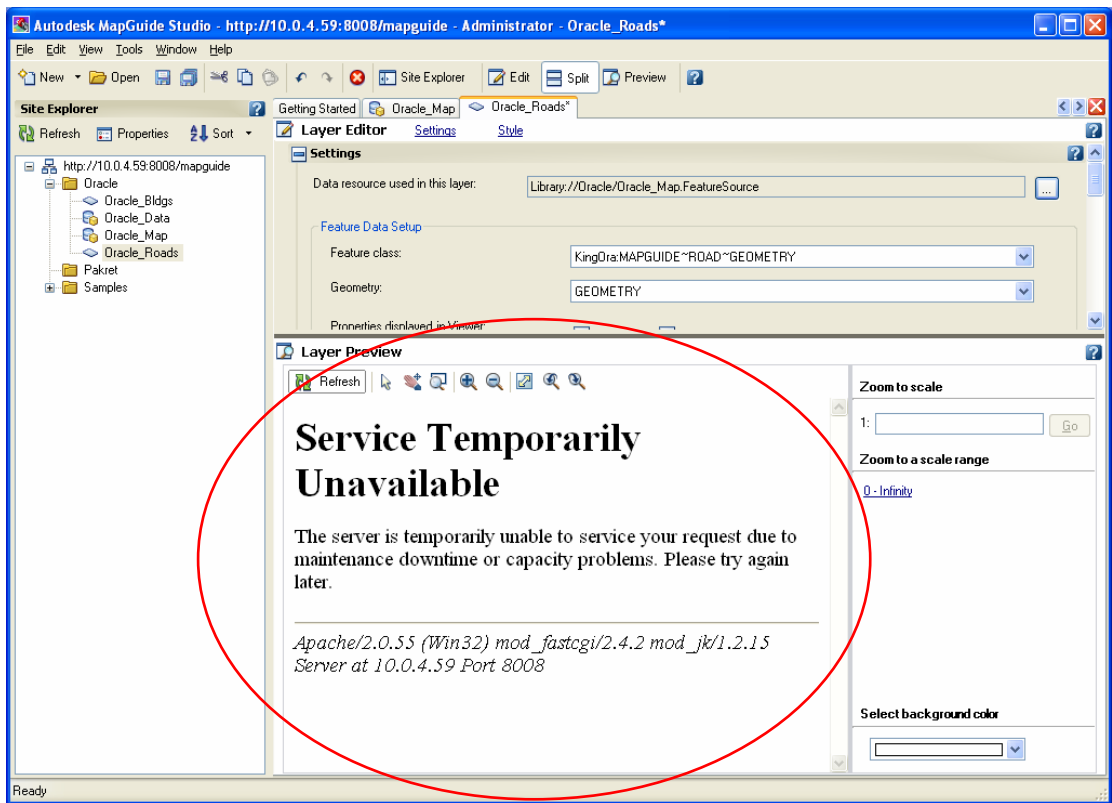 Autodesk MapGuide Studio - http://10.0.4.59:8008/mapguide - Administrator - Oracle_Roads*
File Edit View Tools Window Help
New Open Site Explorer Edit Split Preview
Site Explorer
Refresh Properties Sort
http://10.0.4.59:8008/mapguide
Oracle
Oracle_Bldgs
Oracle_Data
Oracle_Map
Oracle_Roads
Pakret
Samples
Getting Started Oracle_Map Oracle_Roads*
Layer Editor Settings Style
Settings
Data resource used in this layer: Library://Oracle/Oracle_Map.FeatureSource ...
Feature Data Setup
Feature class: KingOra:MAPGUIDE~ROAD~GEOMETRY
Geometry: GEOMETRY
Properties displayed in Viewer:
Layer Preview
Refresh
Service Temporarily
Unavailable
The server is temporarily unable to service your request due to
maintenance downtime or capacity problems. Please try again
later.
Apache/2.0.55 (Win32) mod_fastcgi/2.4.2 mod_jk/1.2.15
Server at 10.0.4.59 Port 8008
Zoom to scale
1: Go
Zoom to a scale range
0 - Infinity
Select background color
Ready